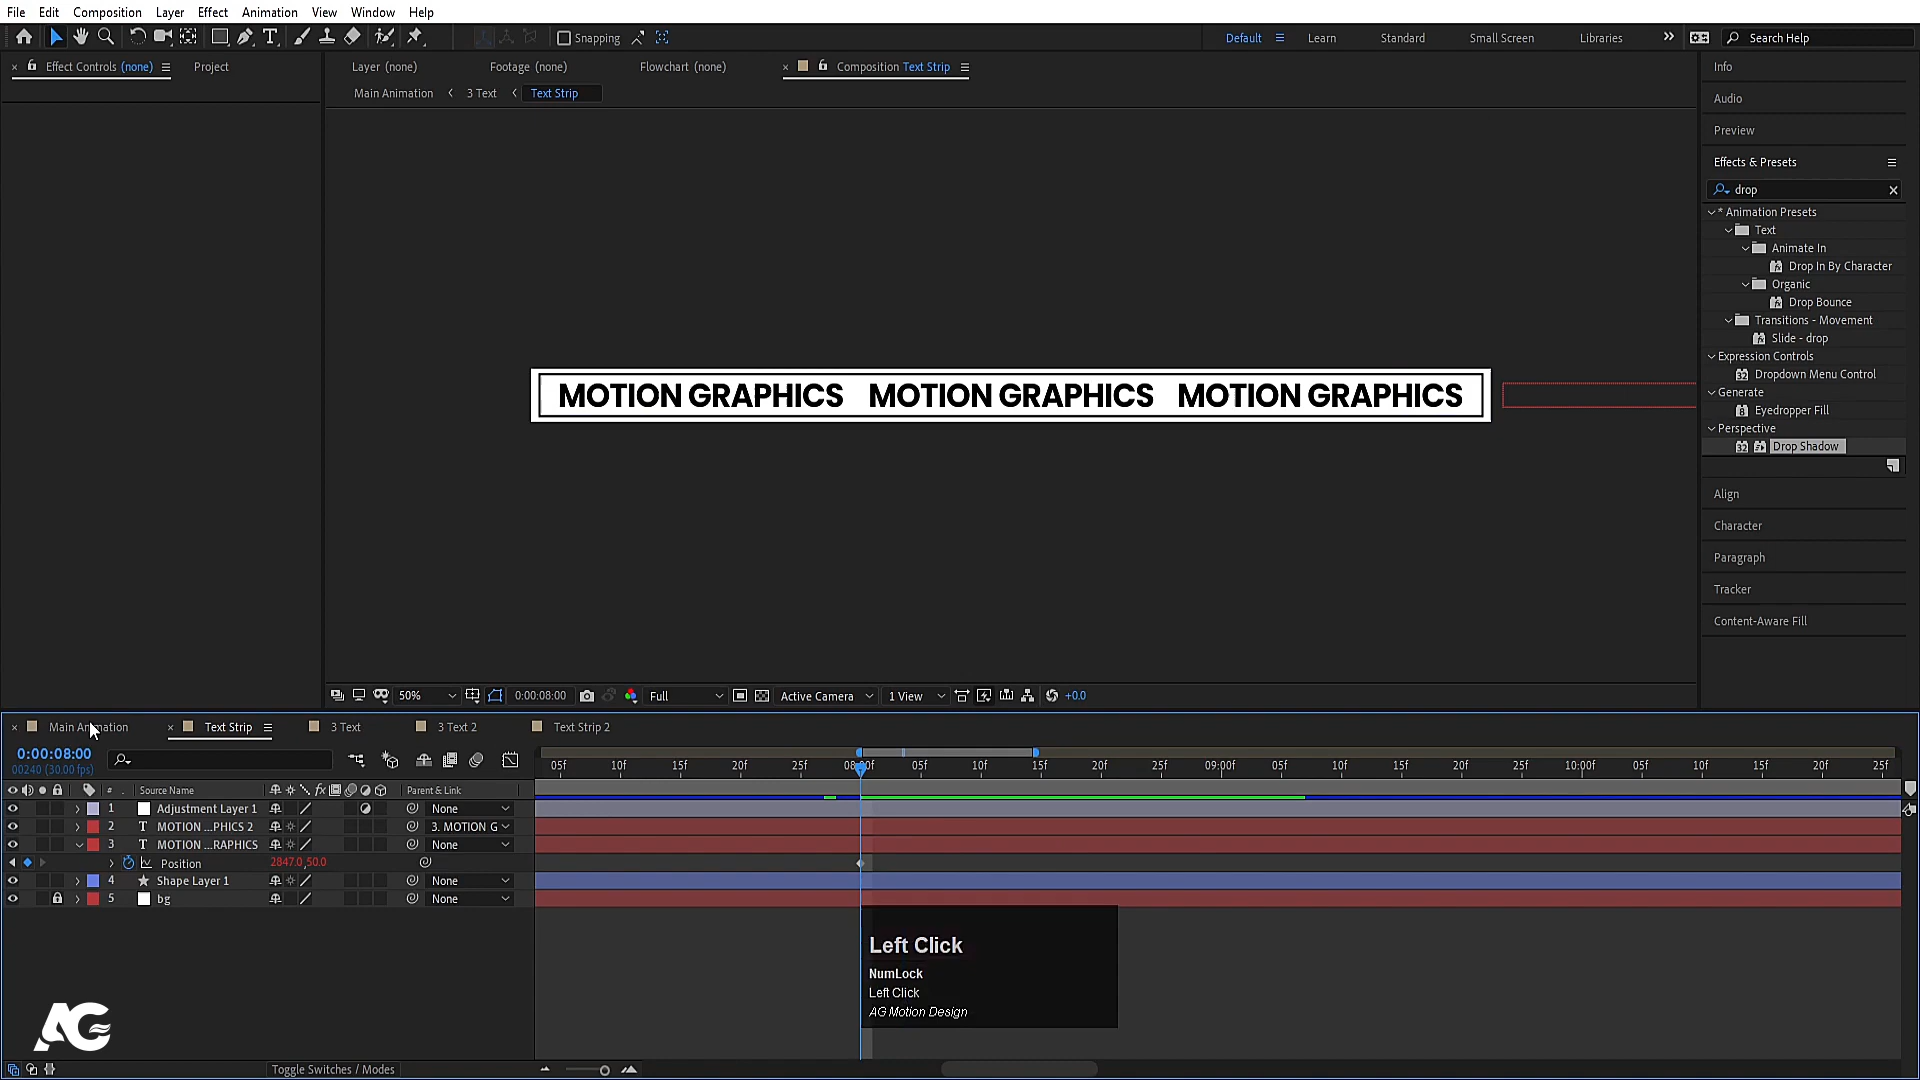 File Edit Composition Layer Effect Animation View Window Help
Snapping Default Learn Standard Small Screen Libraries Search Help
Effect Controls (none) Project
Layer (none) Footage (none) Flowchart (none) Composition Text Strip
Main Animation 3 Text Text Strip
Info
Audio
Preview
Effects & Presets
drop
* Animation Presets
Text
Animate In
Drop In By Character
Organic
Drop Bounce
Transitions - Movement
Slide - drop
Expression Controls
Dropdown Menu Control
Generate
Eyedropper Fill
Perspective
Drop Shadow
Align
Character
Paragraph
Tracker
Content-Aware Fill
MOTION GRAPHICS MOTION GRAPHICS MOTION GRAPHICS
50% 0:00:08:00 Full Active Camera 1 View +0.0
Main Animation Text Strip 3 Text 3 Text 2 Text Strip 2
0:00:08:00
00240 (30.00 fps)
05f 10f 15f 20f 25f 08:00f 05f 10f 15f 20f 25f 09:00f 05f 10f 15f 20f 25f 10:00f 05f 10f 15f 20f 25f
# Source Name Parent & Link
1 Adjustment Layer 1 None
2 MOTION ...PHICS 2 3. MOTION G
3 MOTION ...RAPHICS None
Position 2847.0,50.0
4 Shape Layer 1 None
5 bg None
Left Click
NumLock
Left Click
AG Motion Design
AG
Toggle Switches / Modes